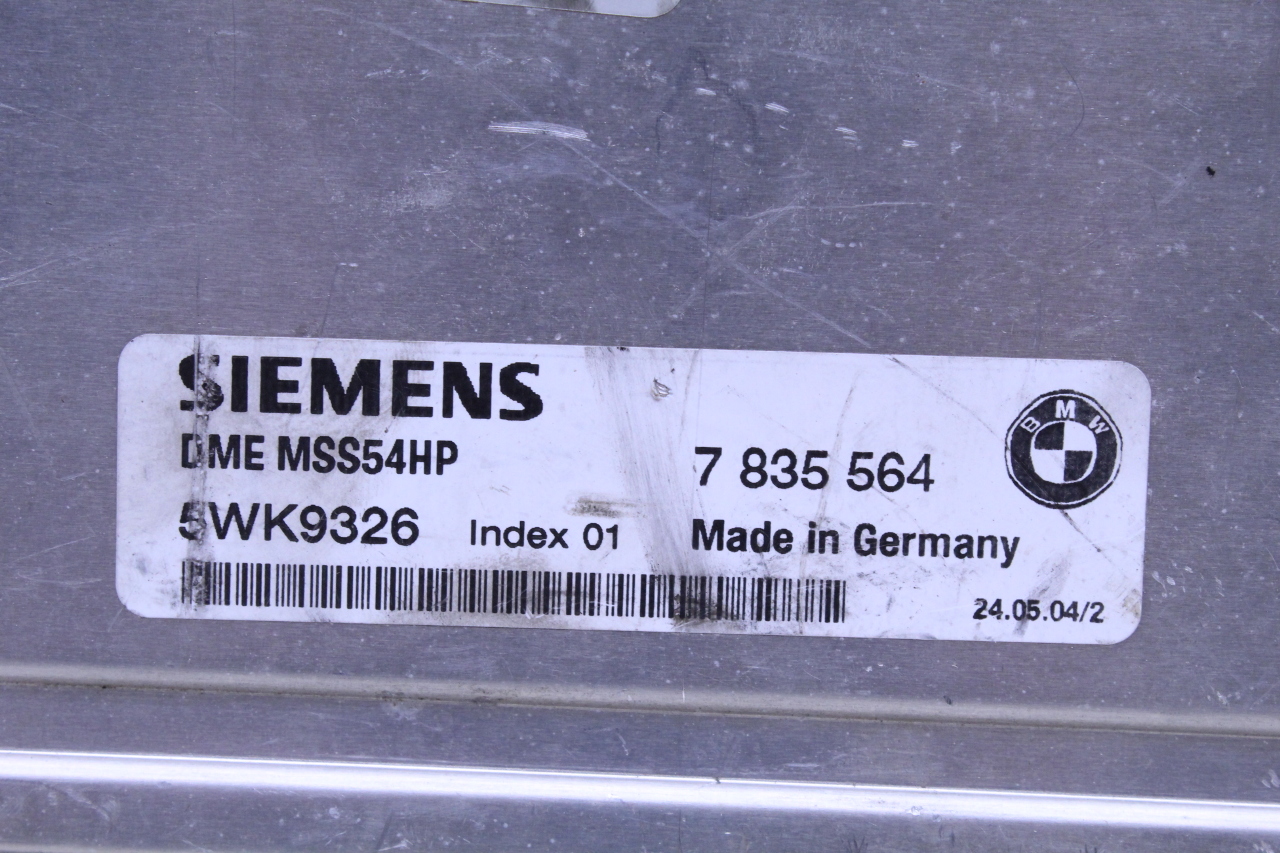 SIEMENS
DME MSS54HP
7 835 564
BMW
5WK9326 Index 01 Made in Germany
24.05.04/2